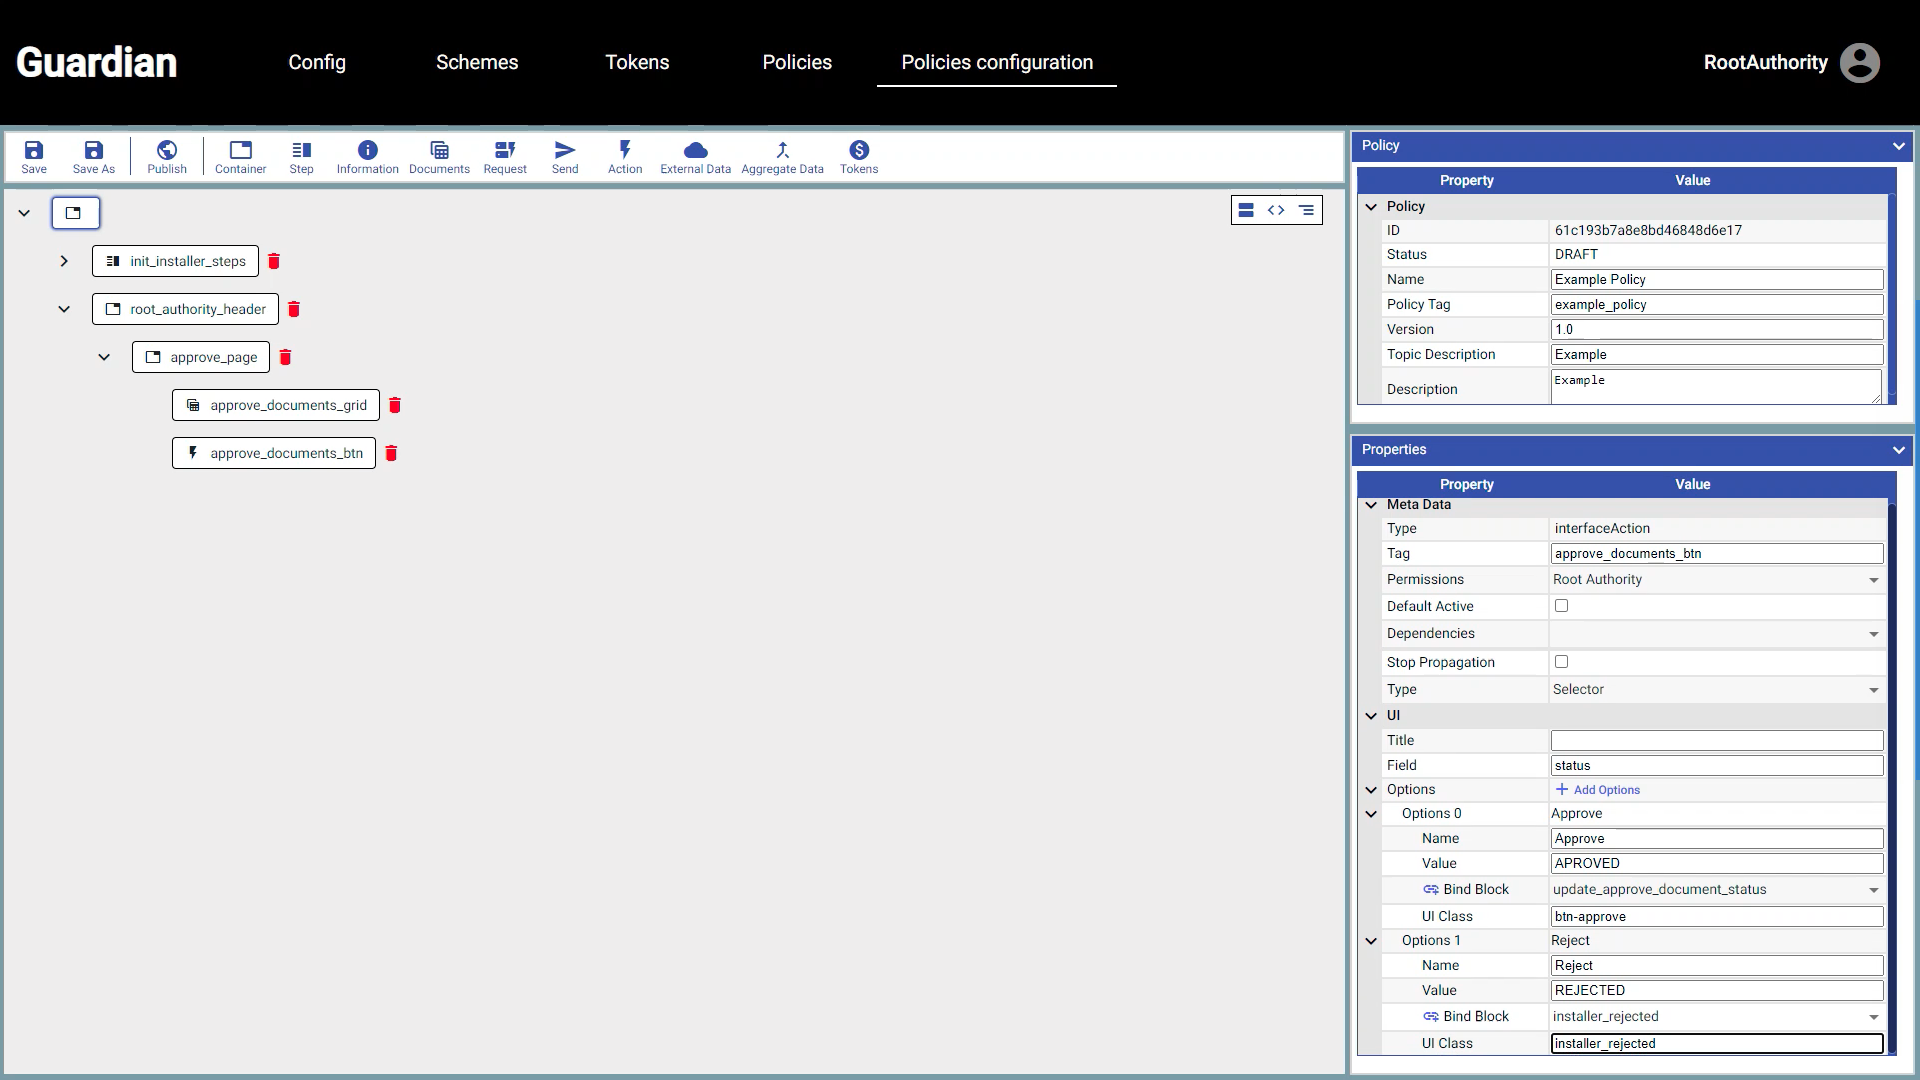 Guardian
Config
Schemes
Tokens
Policies
Policies configuration
RootAuthority
Save
Save As
Publish
Container
Step
Information
Documents
Request
Send
Action
External Data
Aggregate Data
Tokens
init_installer_steps
root_authority_header
approve_page
approve_documents_grid
approve_documents_btn
Policy
Property Value
Policy
ID 61c193b7a8e8bd46848d6e17
Status DRAFT
Name Example Policy
Policy Tag example_policy
Version 1.0
Topic Description Example
Description Example
Properties
Property Value
Meta Data
Type interfaceAction
Tag approve_documents_btn
Permissions Root Authority
Default Active
Dependencies
Stop Propagation
Type Selector
UI
Title
Field status
Options Add Options
Options 0 Approve
Name Approve
Value APROVED
Bind Block update_approve_document_status
UI Class btn-approve
Options 1 Reject
Name Reject
Value REJECTED
Bind Block installer_rejected
UI Class installer_rejected